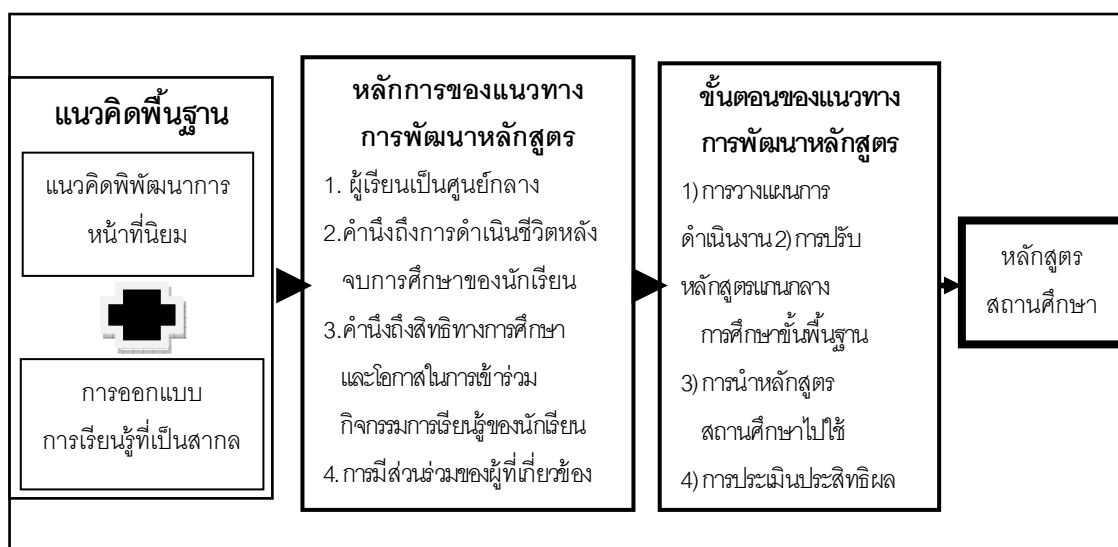 แนวคิดพื้นฐาน
แนวคิดพิพัฒนาการ
หน้าที่นิยม
การออกแบบ
การเรียนรู้ที่เป็นสากล
หลักการของแนวทาง
การพัฒนาหลักสูตร
1. ผู้เรียนเป็นศูนย์กลาง
2.คำนึงถึงการดำเนินชีวิตหลัง
จบการศึกษาของนักเรียน
3.คำนึงถึงสิทธิทางการศึกษา
และโอกาสในการเข้าร่วม
กิจกรรมการเรียนรู้ของนักเรียน
4. การมีส่วนร่วมของผู้ที่เกี่ยวข้อง
ขั้นตอนของแนวทาง
การพัฒนาหลักสูตร
1) การวางแผนการ
ดำเนินงาน 2) การปรับ
หลักสูตรแกนกลาง
การศึกษาขั้นพื้นฐาน
3) การนำหลักสูตร
สถานศึกษาไปใช้
4) การประเมินประสิทธิผล
หลักสูตร
สถานศึกษา